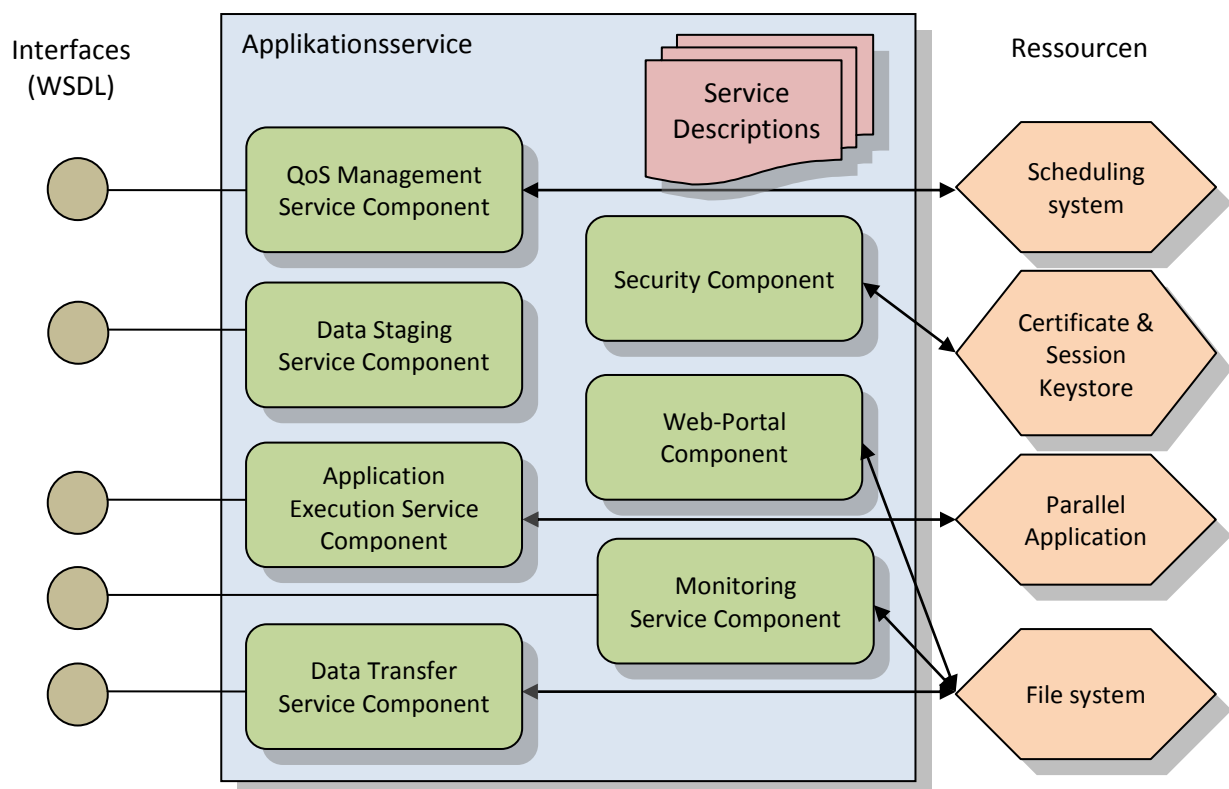 Interfaces
(WSDL)
Applikationsservice
Ressourcen
Service
Descriptions
QoS Management
Service Component
Scheduling
system
Security Component
Data Staging
Service Component
Certificate &
Session
Keystore
Web-Portal
Component
Application
Execution Service
Component
Parallel
Application
Monitoring
Service Component
Data Transfer
Service Component
File system